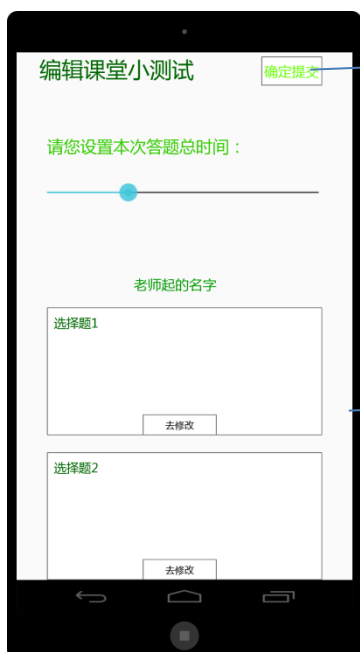 编辑课堂小测试
确定提交
请您设置本次答题总时间：
老师起的名字
选择题1
去修改
选择题2
去修改